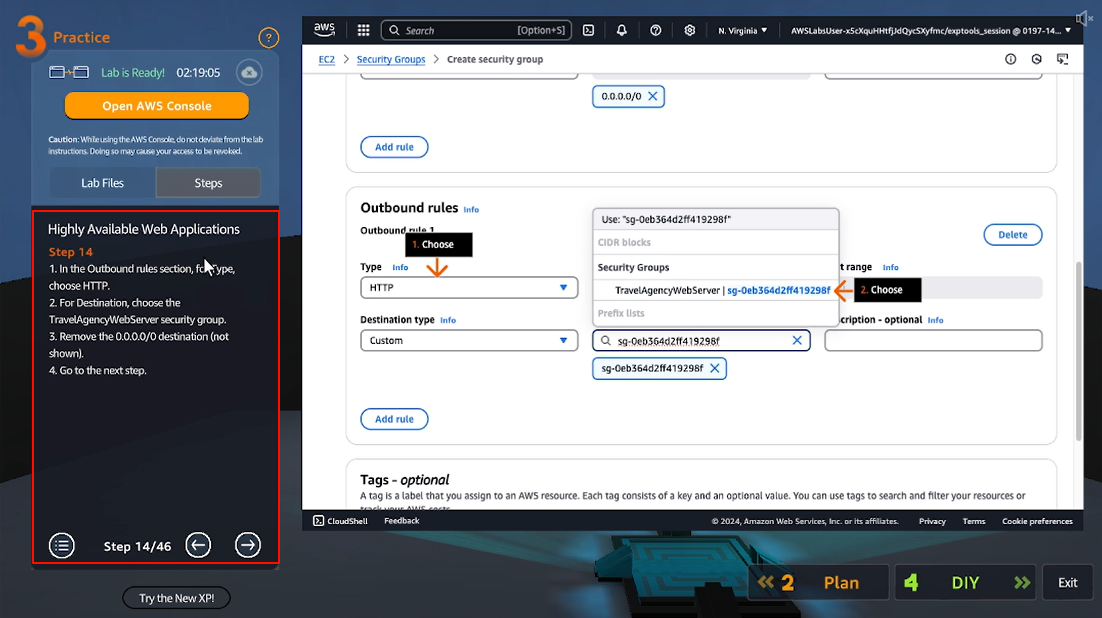 3 Practice
?
Lab is Ready! 02:19:05
Open AWS Console
Caution: While using the AWS Console, do not deviate from the lab
instructions. Doing so may cause your access to be revoked.
Lab Files
Steps
Highly Available Web Applications
Step 14
1. In the Outbound rules section, for Type,
choose HTTP.
2. For Destination, choose the
TravelAgencyWebServer security group.
3. Remove the 0.0.0.0/0 destination (not
shown).
4. Go to the next step.
Step 14/46
Try the New XP!
aws
Search [Option+S]
N. Virginia
AWSLabsUser-x5cXquHHtfJdQycSXyfmc/exptools_session @ 0197-14...
EC2 > Security Groups > Create security group
0.0.0.0/0
Add rule
Outbound rules Info
Outbound rule 1
Delete
1. Choose
Type Info
HTTP
Use: "sg-0eb364d2ff419298f"
CIDR blocks
Security Groups
TravelAgencyWebServer | sg-0eb364d2ff419298f
Prefix lists
2. Choose
t range Info
Destination type Info
Custom
sg-0eb364d2ff419298f
sg-0eb364d2ff419298f
cription - optional Info
Add rule
Tags - optional
A tag is a label that you assign to an AWS resource. Each tag consists of a key and an optional value. You can use tags to search and filter your resources or
track your AWS costs.
CloudShell Feedback
© 2024, Amazon Web Services, Inc. or its affiliates. Privacy Terms Cookie preferences
2 Plan
4 DIY
Exit